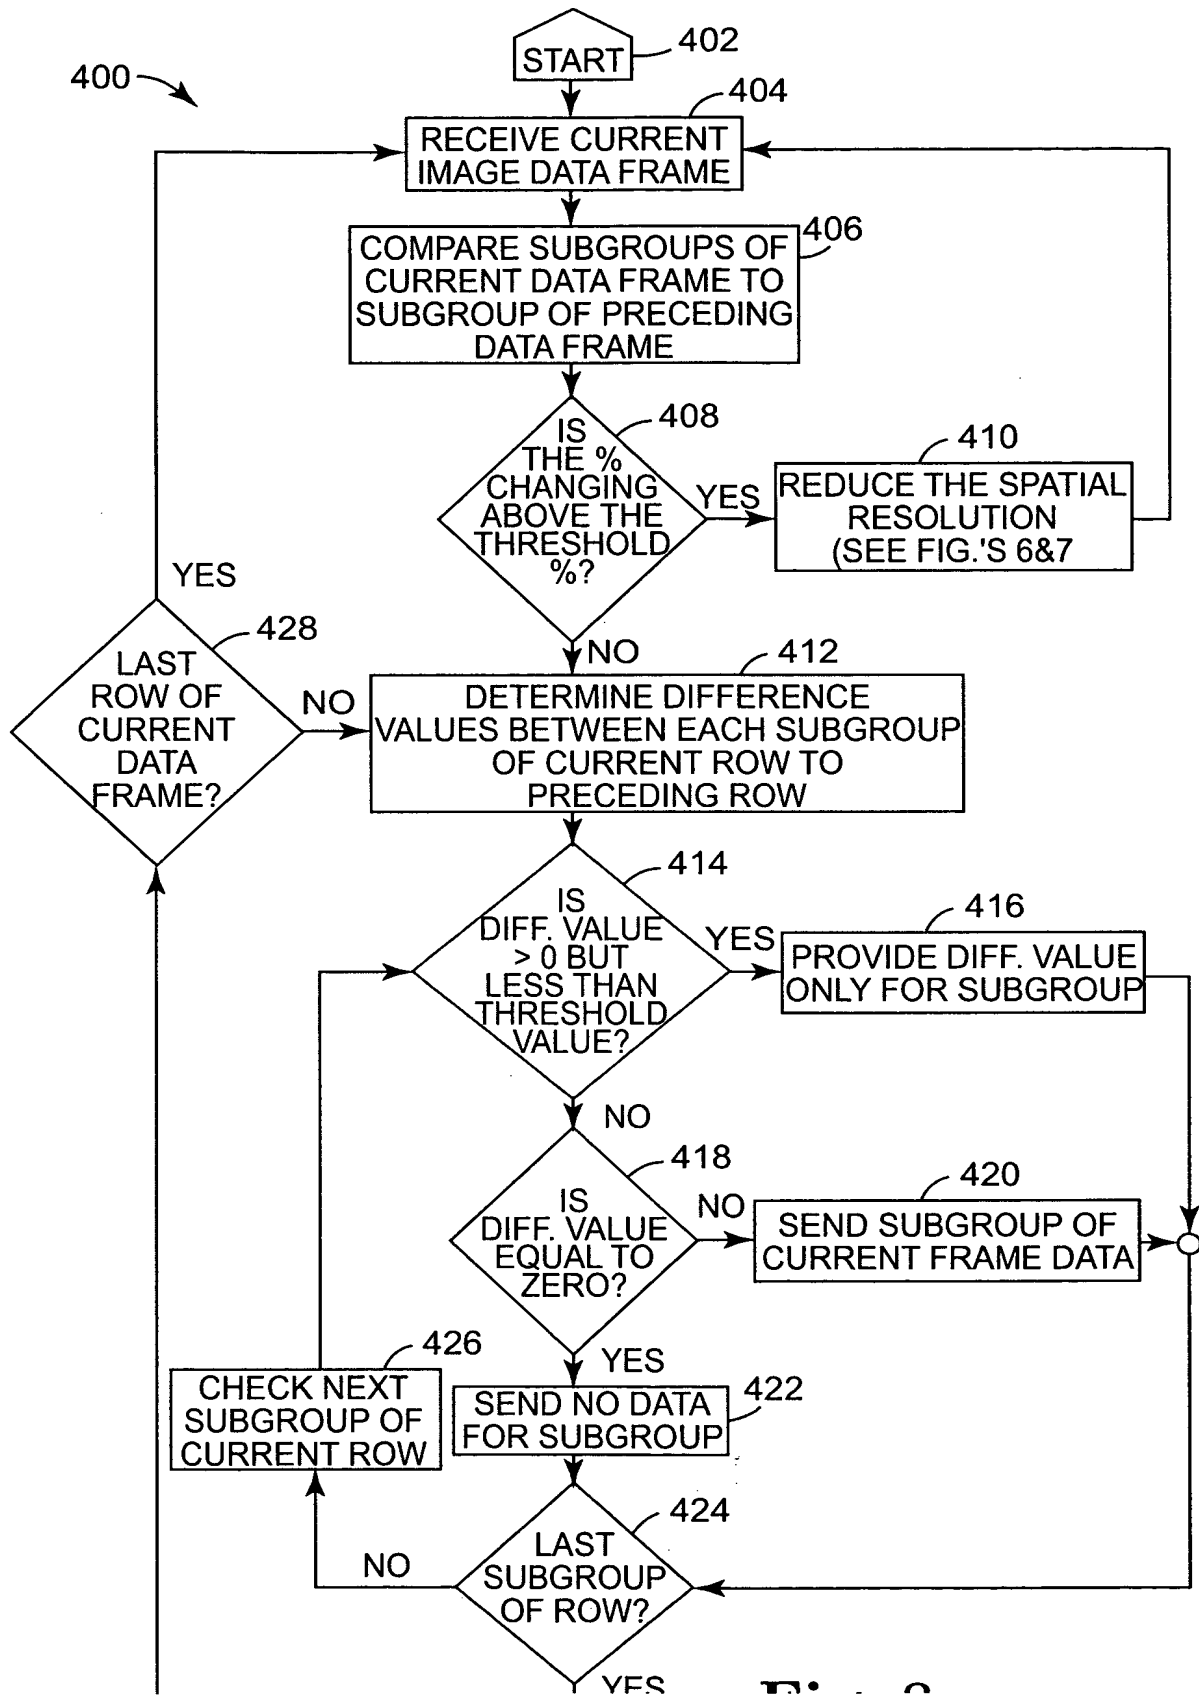 START
402
400
404
RECEIVE CURRENT
IMAGE DATA FRAME
406
COMPARE SUBGROUPS OF
CURRENT DATA FRAME TO
SUBGROUP OF PRECEDING
DATA FRAME
408
IS
THE %
CHANGING
ABOVE THE
THRESHOLD
%?
YES
410
REDUCE THE SPATIAL
RESOLUTION
(SEE FIG.'S 6&7
NO
YES
428
LAST
ROW OF
CURRENT
DATA
FRAME?
NO
412
DETERMINE DIFFERENCE
VALUES BETWEEN EACH SUBGROUP
OF CURRENT ROW TO
PRECEDING ROW
414
IS
DIFF. VALUE
> 0 BUT
LESS THAN
THRESHOLD
VALUE?
YES
416
PROVIDE DIFF. VALUE
ONLY FOR SUBGROUP
NO
418
IS
DIFF. VALUE
EQUAL TO
ZERO?
NO
420
SEND SUBGROUP OF
CURRENT FRAME DATA
YES
426
CHECK NEXT
SUBGROUP OF
CURRENT ROW
422
SEND NO DATA
FOR SUBGROUP
424
LAST
SUBGROUP
OF ROW?
NO
YES